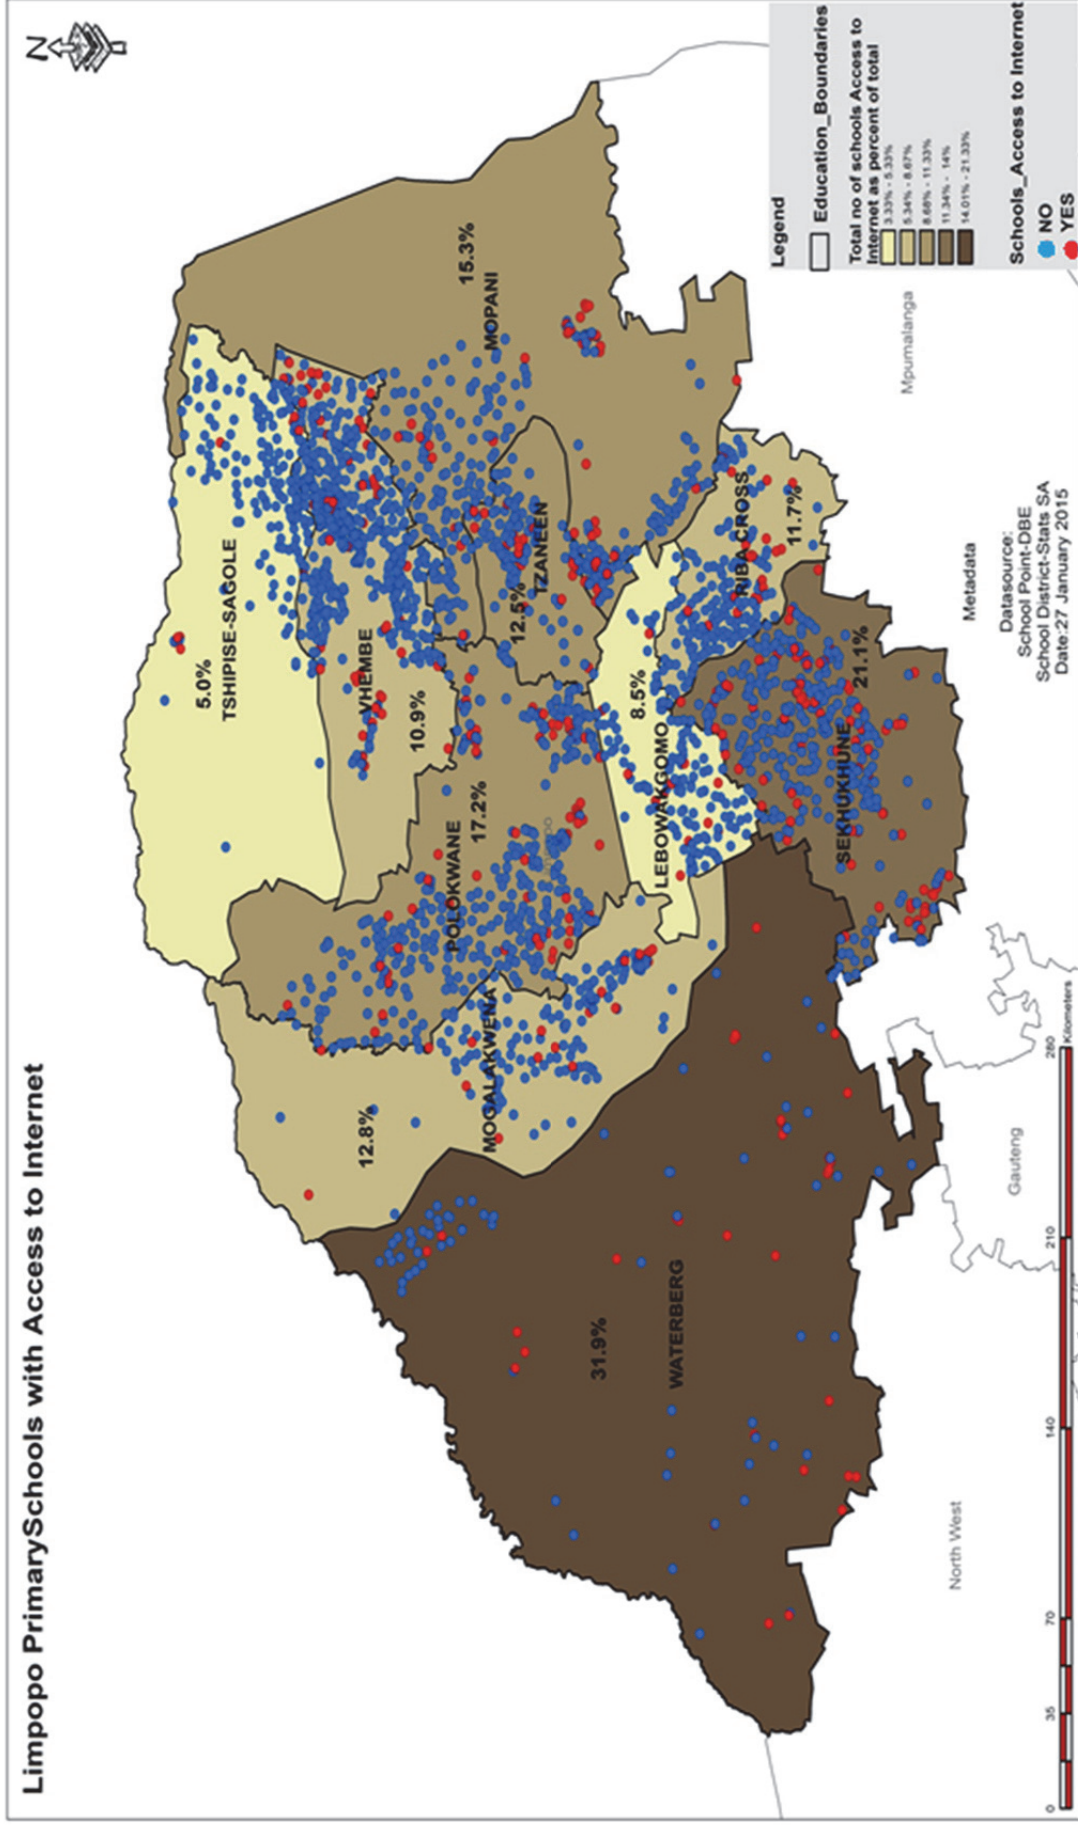 Limpopo PrimarySchools with Access to Internet
N
5.0%
TSHIPISE-SAGOLE
VHEMBE
10.9%
15.3%
MOPANI
12.5%
TZANEEN
17.2%
POLOKWANE
12.8%
MOGALAKWENA
8.5%
LEBOWAKGOMO
RIBA CROSS
11.7%
21.1%
SEKHUKHUNE
31.9%
WATERBERG
Mpumalanga
Gauteng
North West
Legend
Education_Boundaries
Total no of schools Access to
Internet as percent of total
3.33% - 5.33%
5.34% - 8.67%
8.68% - 11.33%
11.34% - 14%
14.01% - 21.33%
Schools_Access to Internet
NO
YES
Metadata
Datasource:
School Point-DBE
School District-Stats SA
Date:27 January 2015
0 35 70 140 210 280
Kilometers